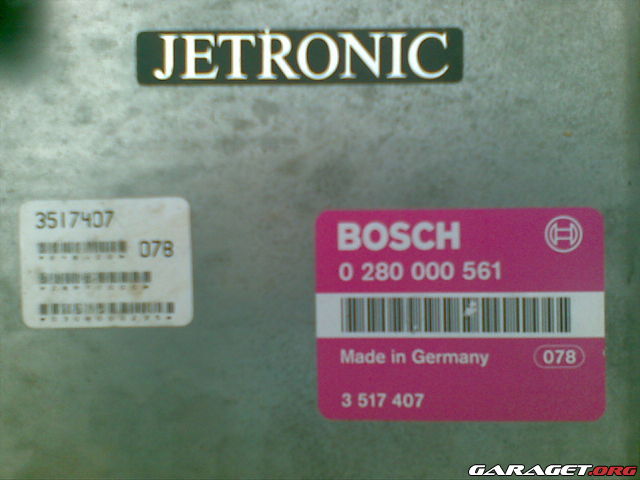 JETRONIC
3517407
078
BOSCH
0 280 000 561
Made in Germany 078
3 517 407
GARAGET.ORG